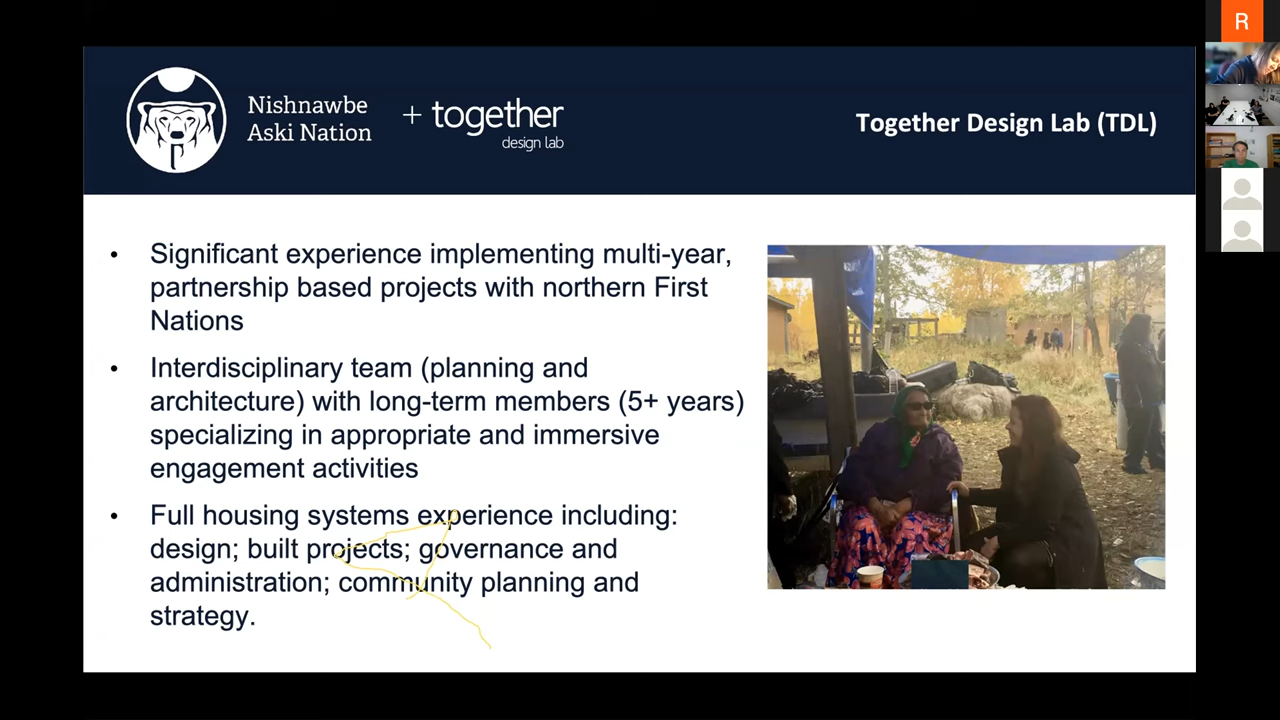 Nishnawbe
Aski Nation
+ together
design lab
Together Design Lab (TDL)
• Significant experience implementing multi-year,
partnership based projects with northern First
Nations
• Interdisciplinary team (planning and
architecture) with long-term members (5+ years)
specializing in appropriate and immersive
engagement activities
• Full housing systems experience including:
design; built projects; governance and
administration; community planning and
strategy.
R